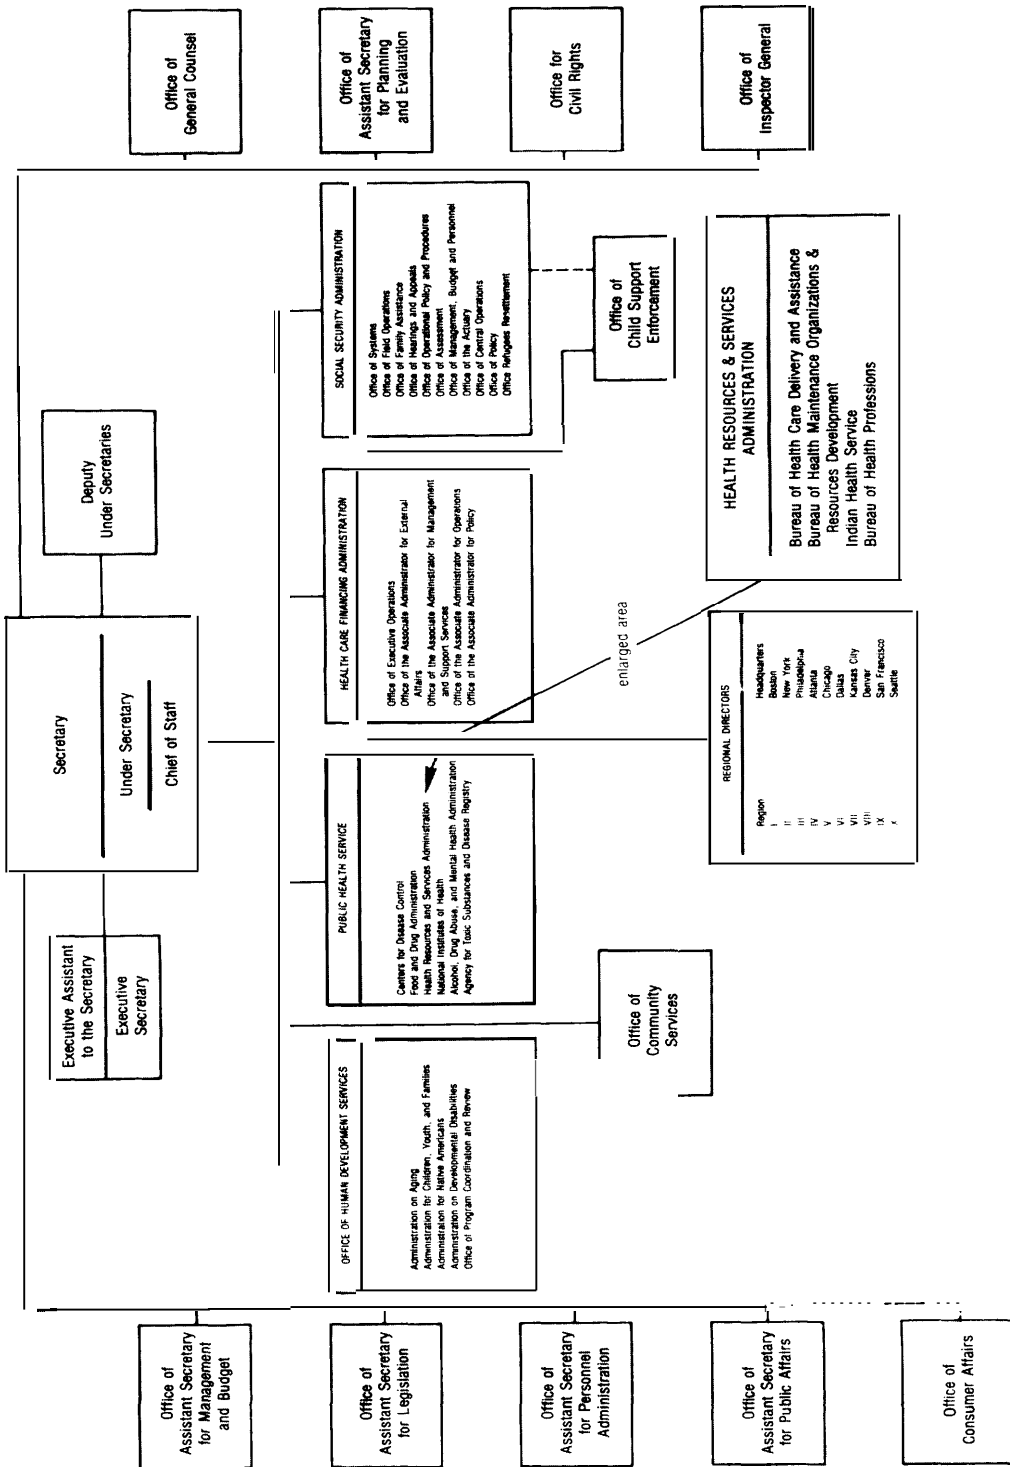 Secretary
Under Secretary
Chief of Staff
Executive Assistant
to the Secretary
Executive
Secretary
Deputy
Under Secretaries
Office of
Assistant Secretary
for Management
and Budget
Office of
Assistant Secretary
for Legislation
Office of
Assistant Secretary
for Personnel
Administration
Office of
Assistant Secretary
for Public Affairs
Office of
Consumer Affairs
OFFICE OF HUMAN DEVELOPMENT SERVICES
Administration on Aging
Administration for Children, Youth, and Families
Administration for Native Americans
Administration on Developmental Disabilities
Office of Program Coordination and Review
Office of
Community
Services
PUBLIC HEALTH SERVICE
Centers for Disease Control
Food and Drug Administration
Health Resources and Services Administration
National Institutes of Health
Alcohol, Drug Abuse, and Mental Health Administration
Agency for Toxic Substances and Disease Registry
HEALTH CARE FINANCING ADMINISTRATION
Office of Executive Operations
Office of the Associate Administrator for External
Affairs
Office of the Associate Administrator for Management
and Support Services
Office of the Associate Administrator for Operations
Office of the Associate Administrator for Policy
SOCIAL SECURITY ADMINISTRATION
Office of Systems
Office of Field Operations
Office of Family Assistance
Office of Hearings and Appeals
Office of Operational Policy and Procedures
Office of Assessment
Office of Management, Budget and Personnel
Office of the Actuary
Office of Central Operations
Office of Policy
Office Refugees Resettlement
Office of
Child Support
Enforcement
Office of
General Counsel
Office of
Assistant Secretary
for Planning
and Evaluation
Office for
Civil Rights
Office of
Inspector General
enlarged area
REGIONAL DIRECTORS
Region Headquarters
I Boston
II New York
III Philadelphia
IV Atlanta
V Chicago
VI Dallas
VII Kansas City
VIII Denver
IX San Francisco
X Seattle
HEALTH RESOURCES & SERVICES
ADMINISTRATION
Bureau of Health Care Delivery and Assistance
Bureau of Health Maintenance Organizations &
Resources Development
Indian Health Service
Bureau of Health Professions